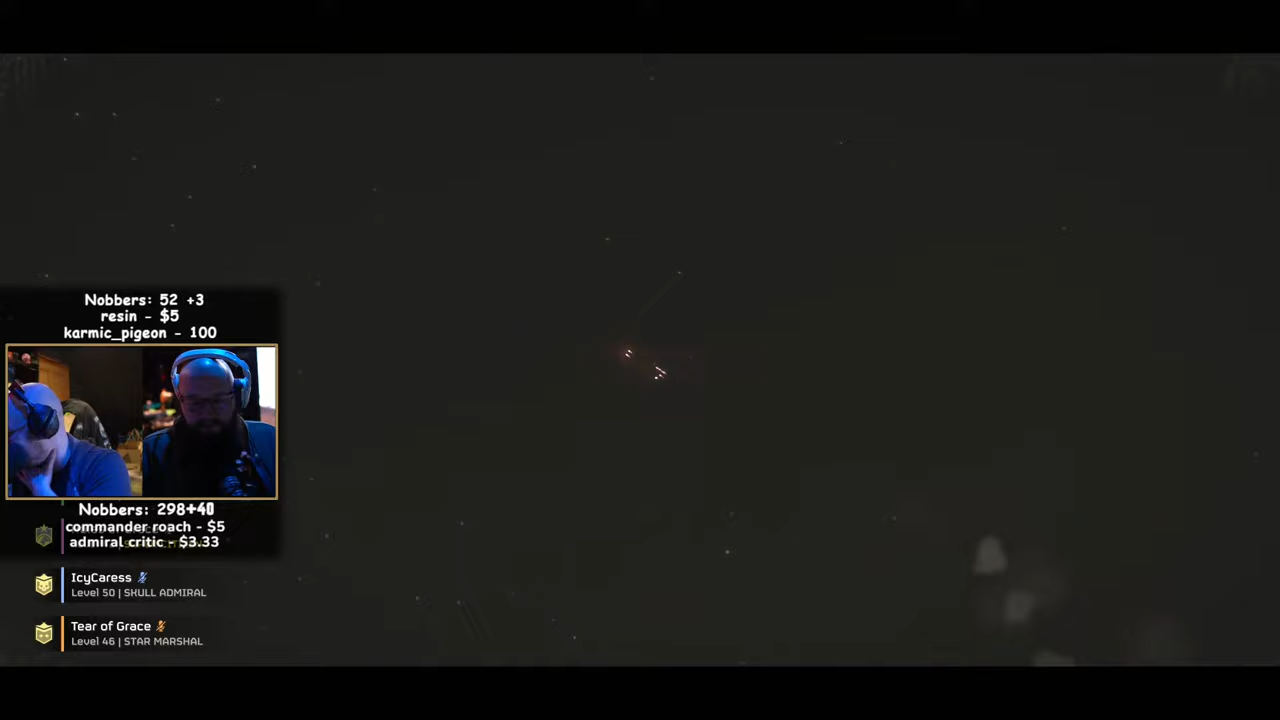 Nobbers: 52 +3
resin - $5
karmic_pigeon - 100
Nobbers: 298+40
commander roach - $5
admiral critic - $3.33
IcyCaress
Level 50 | SKULL ADMIRAL
Tear of Grace
Level 46 | STAR MARSHAL